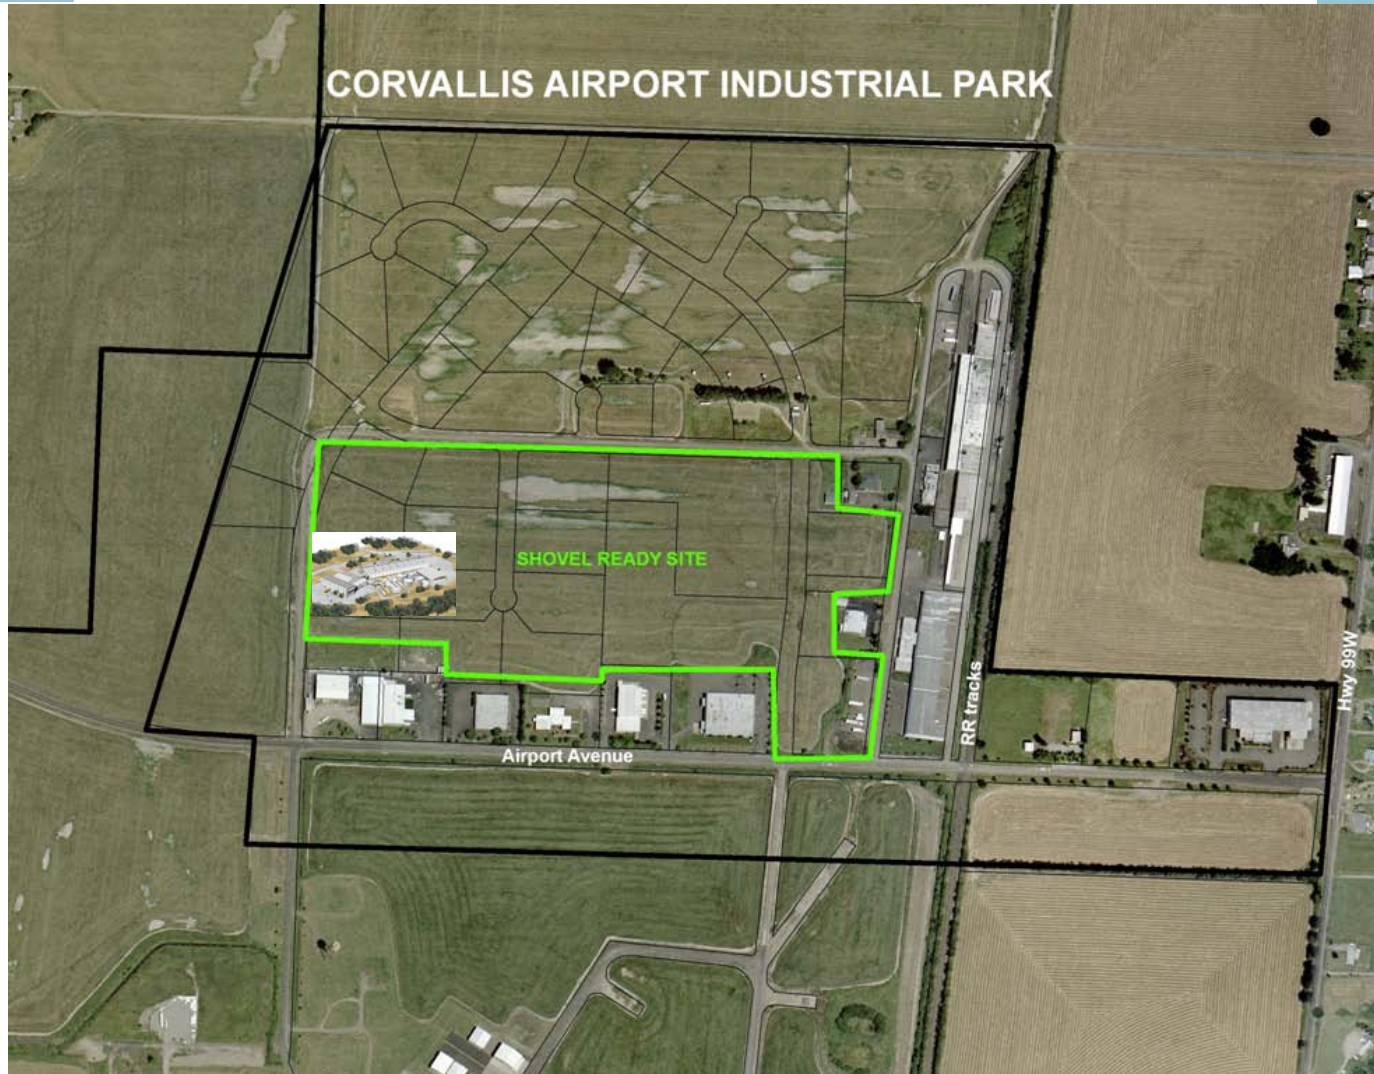 CORVALLIS AIRPORT INDUSTRIAL PARK
SHOVEL READY SITE
Airport Avenue
RR tracks
Hwy 99W